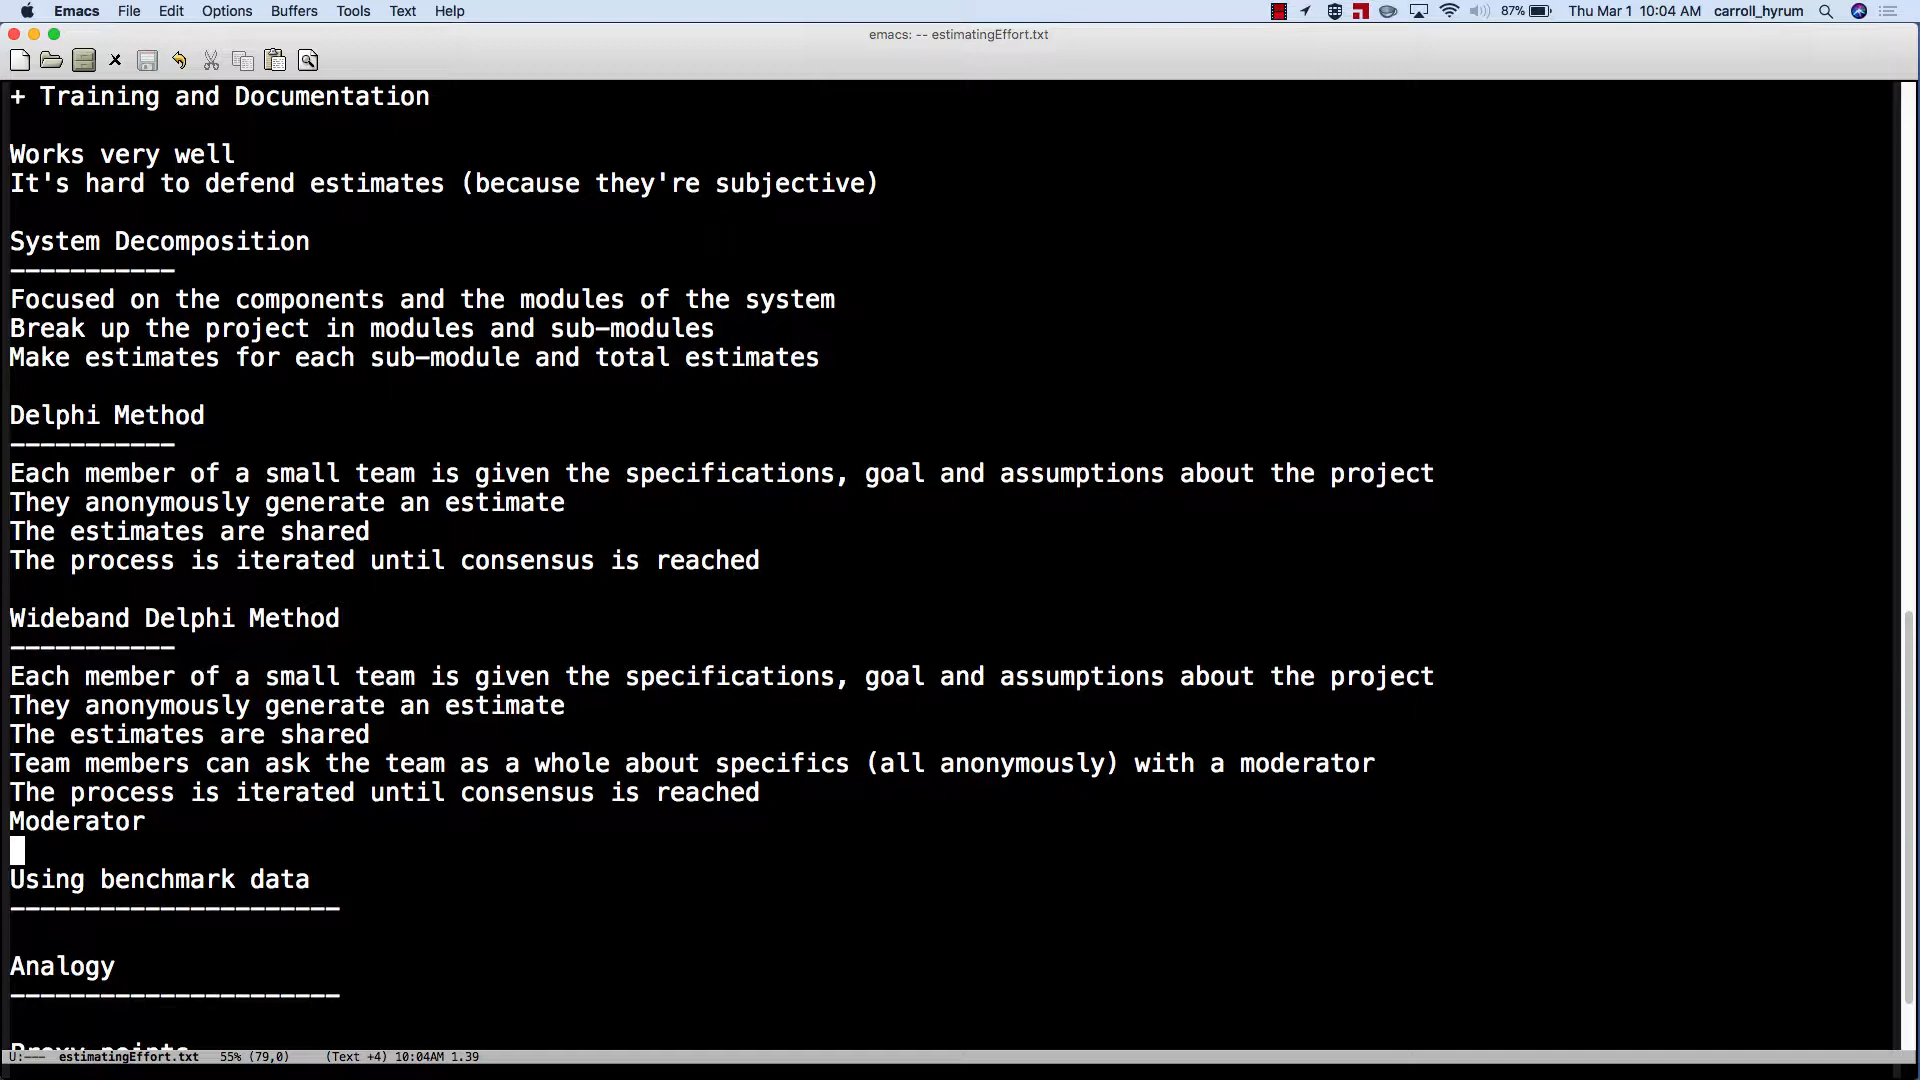 Emacs File Edit Options Buffers Tools Text Help 87% Thu Mar 1 10:04 AM carroll_hyrum
emacs: -- estimatingEffort.txt
+ Training and Documentation
Works very well
It's hard to defend estimates (because they're subjective)
System Decomposition
-----------
Focused on the components and the modules of the system
Break up the project in modules and sub-modules
Make estimates for each sub-module and total estimates
Delphi Method
-----------
Each member of a small team is given the specifications, goal and assumptions about the project
They anonymously generate an estimate
The estimates are shared
The process is iterated until consensus is reached
Wideband Delphi Method
-----------
Each member of a small team is given the specifications, goal and assumptions about the project
They anonymously generate an estimate
The estimates are shared
Team members can ask the team as a whole about specifics (all anonymously) with a moderator
The process is iterated until consensus is reached
Moderator
Using benchmark data
----------------------
Analogy
----------------------
Proxy points
U:--- estimatingEffort.txt 55% (79,0) (Text +4) 10:04AM 1.39